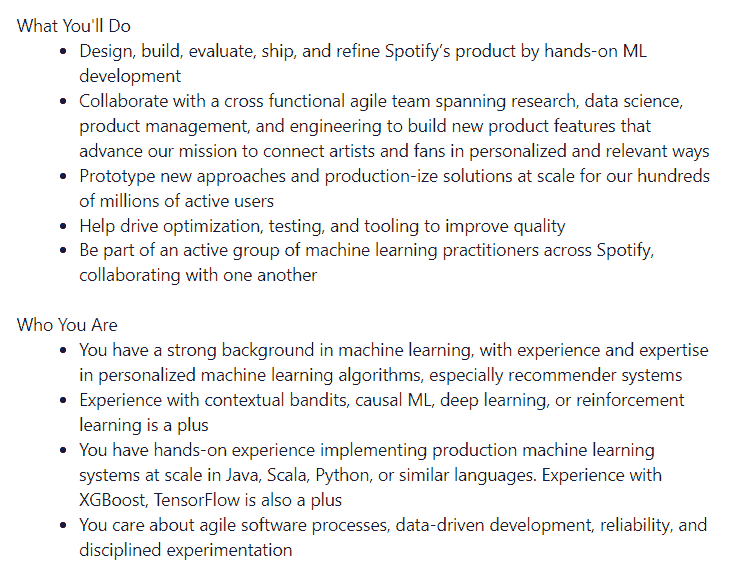 What You'll Do
• Design, build, evaluate, ship, and refine Spotify’s product by hands-on ML
development
• Collaborate with a cross functional agile team spanning research, data science,
product management, and engineering to build new product features that
advance our mission to connect artists and fans in personalized and relevant ways
• Prototype new approaches and production-ize solutions at scale for our hundreds
of millions of active users
• Help drive optimization, testing, and tooling to improve quality
• Be part of an active group of machine learning practitioners across Spotify,
collaborating with one another
Who You Are
• You have a strong background in machine learning, with experience and expertise
in personalized machine learning algorithms, especially recommender systems
• Experience with contextual bandits, causal ML, deep learning, or reinforcement
learning is a plus
• You have hands-on experience implementing production machine learning
systems at scale in Java, Scala, Python, or similar languages. Experience with
XGBoost, TensorFlow is also a plus
• You care about agile software processes, data-driven development, reliability, and
disciplined experimentation